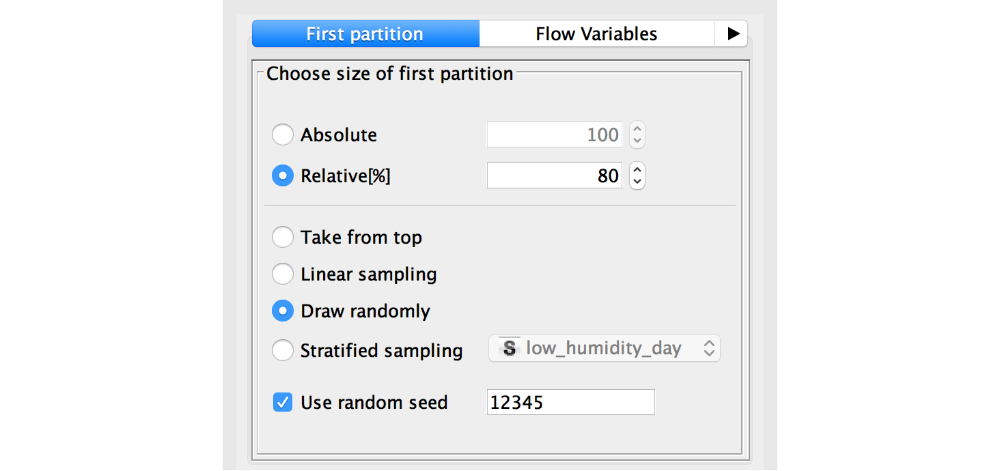 First partition Flow Variables
Choose size of first partition
Absolute 100
Relative[%] 80
Take from top
Linear sampling
Draw randomly
Stratified sampling S low_humidity_day
Use random seed 12345